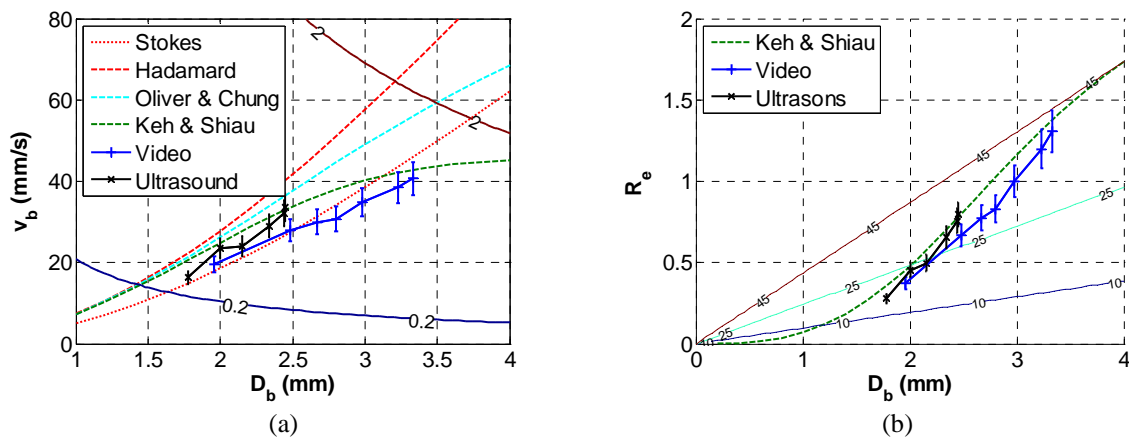 80
60
40
20
0
v_b (mm/s)
Stokes
Hadamard
Oliver & Chung
Keh & Shiau
Video
Ultrasound
2
2
0.2
0.2
1 1.5 2 2.5 3 3.5 4
D_b (mm)
(a)
2
1.5
1
0.5
0
R_e
Keh & Shiau
Video
Ultrasons
45
45
45
45
25
25
25
25
10
10
10
10
0 1 2 3 4
D_b (mm)
(b)